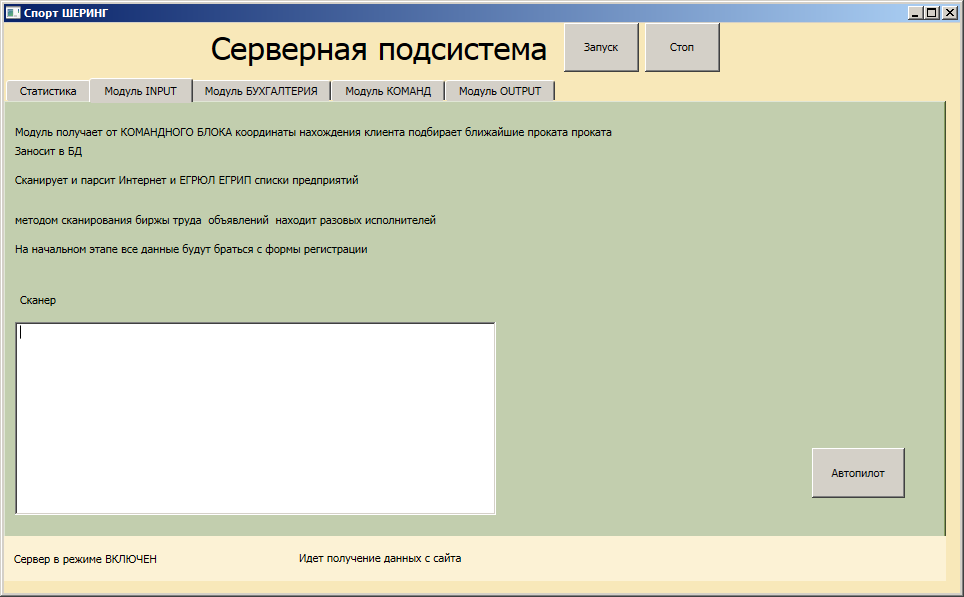 Спорт ШЕРИНГ
Серверная подсистема
Запуск
Стоп
Статистика
Модуль INPUT
Модуль БУХГАЛТЕРИЯ
Модуль КОМАНД
Модуль OUTPUT
Модуль получает от КОМАНДНОГО БЛОКА координаты нахождения клиента подбирает ближайшие проката проката
Заносит в БД
Сканирует и парсит Интернет и ЕГРЮЛ ЕГРИП списки предприятий
методом сканирования биржы труда  объявлений  находит разовых исполнителей
На начальном этапе все данные будут браться с формы регистрации
Сканер
Автопилот
Сервер в режиме ВКЛЮЧЕН
Идет получение данных с сайта